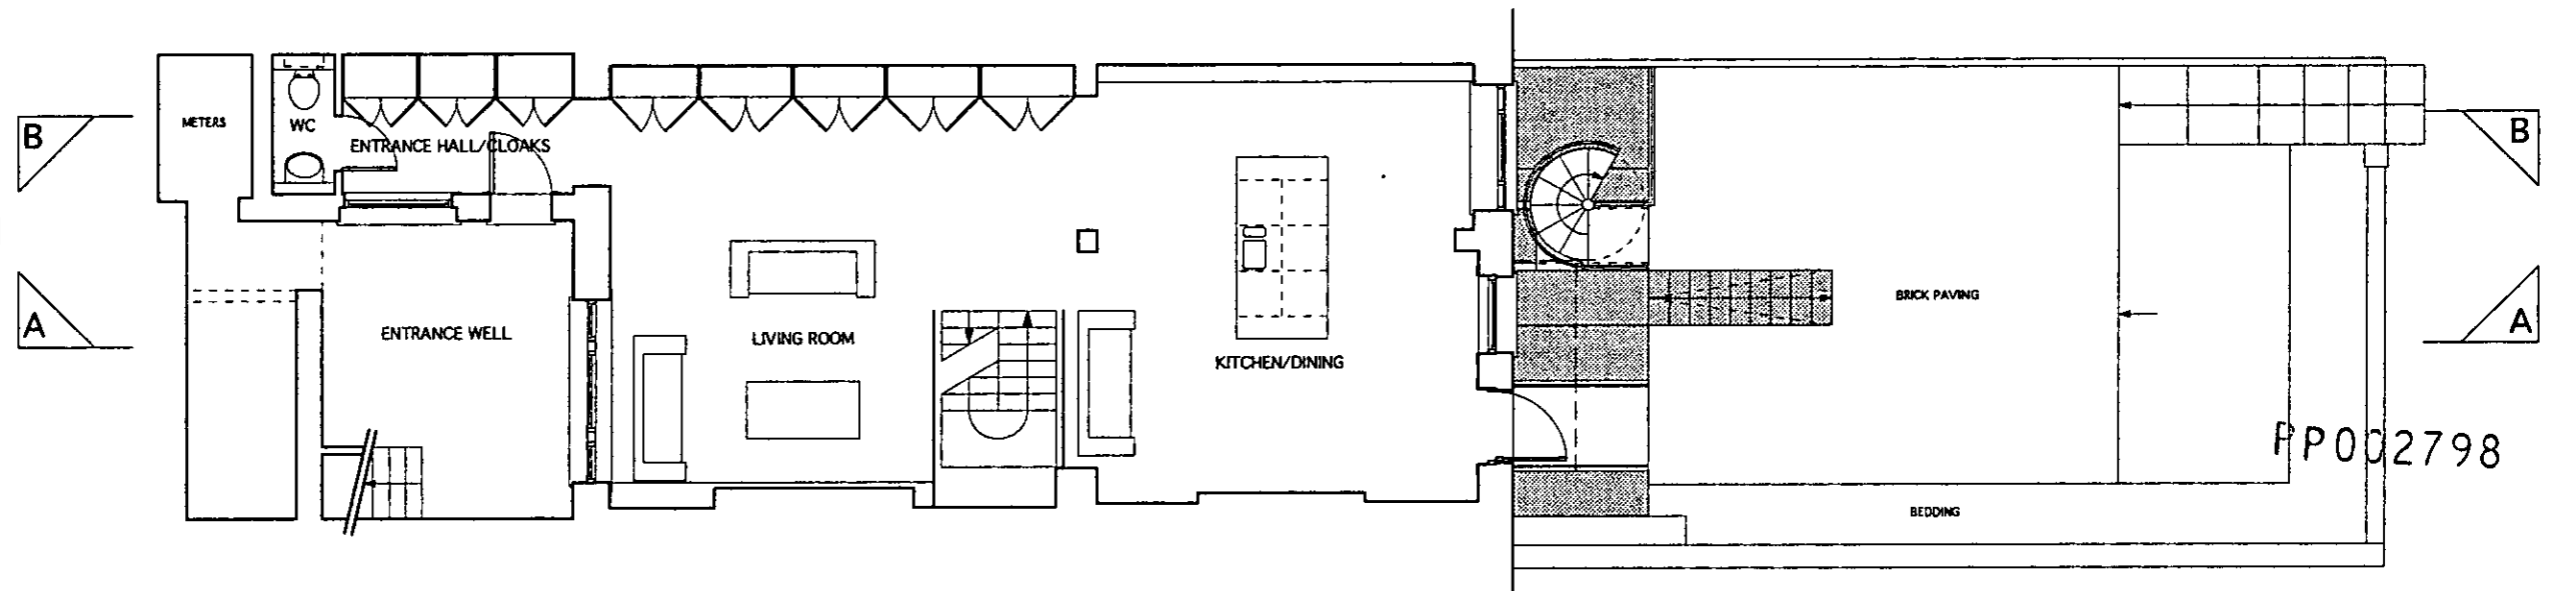 METERS
WC
ENTRANCE HALL/CLOAKS
B
B
A
A
ENTRANCE WELL
LIVING ROOM
KITCHEN/DINING
BRICK PAVING
BEDDING
PP002798